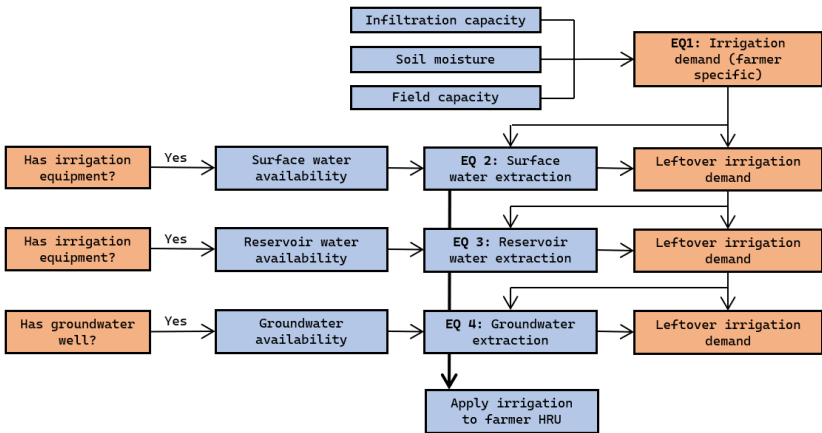 Infiltration capacity
Soil moisture
Field capacity
EQ1: Irrigation
demand (farmer
specific)
Has irrigation
equipment?
Yes
Surface water
availability
EQ 2: Surface
water extraction
Leftover irrigation
demand
Has irrigation
equipment?
Yes
Reservoir water
availability
EQ 3: Reservoir
water extraction
Leftover irrigation
demand
Has groundwater
well?
Yes
Groundwater
availability
EQ 4: Groundwater
extraction
Leftover irrigation
demand
Apply irrigation
to farmer HRU